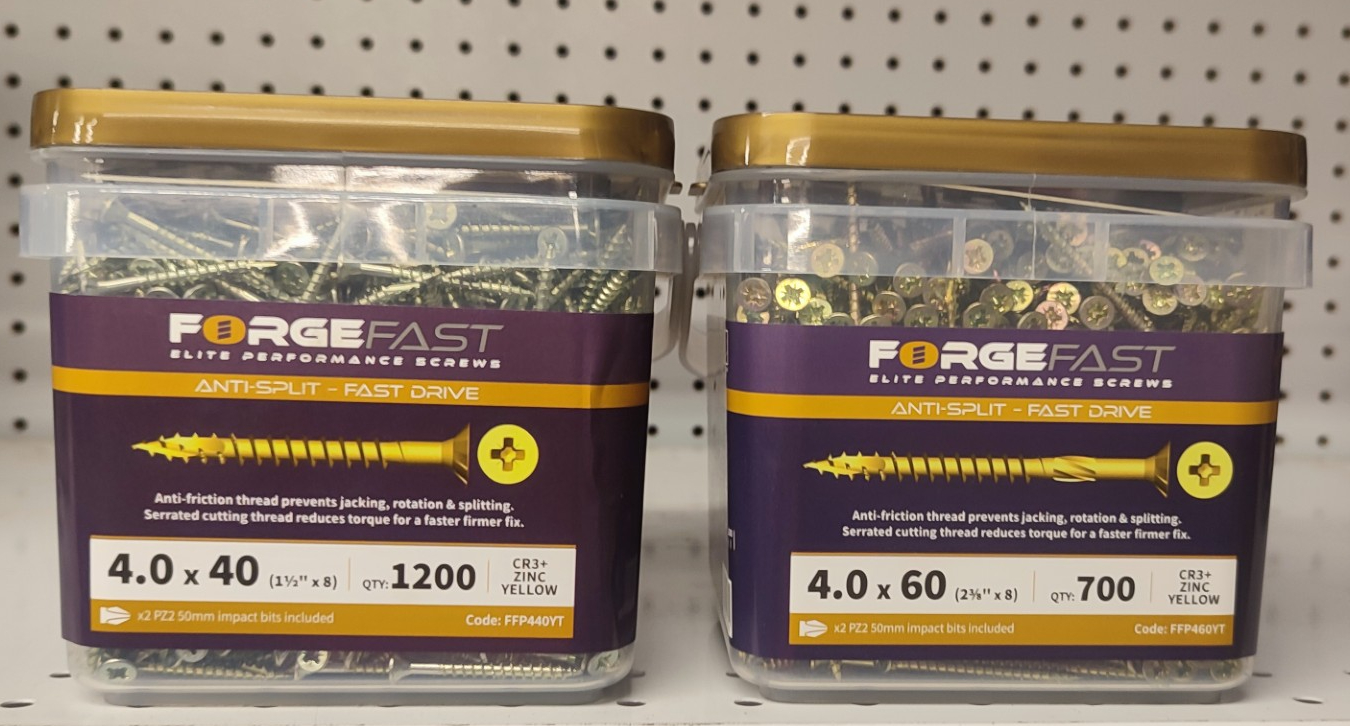 FORGEFAST
ELITE PERFORMANCE SCREWS
ANTI-SPLIT - FAST DRIVE
Anti-friction thread prevents jacking, rotation & splitting.
Serrated cutting thread reduces torque for a faster firmer fix.
4.0 x 40 (1½" x 8) QTY: 1200 CR3+
ZINC
YELLOW
x2 PZ2 50mm impact bits included Code: FFP440YT
FORGEFAST
ELITE PERFORMANCE SCREWS
ANTI-SPLIT - FAST DRIVE
Anti-friction thread prevents jacking, rotation & splitting.
Serrated cutting thread reduces torque for a faster firmer fix.
4.0 x 60 (2⅜" x 8) QTY: 700 CR3+
ZINC
YELLOW
x2 PZ2 50mm impact bits included Code: FFP460YT